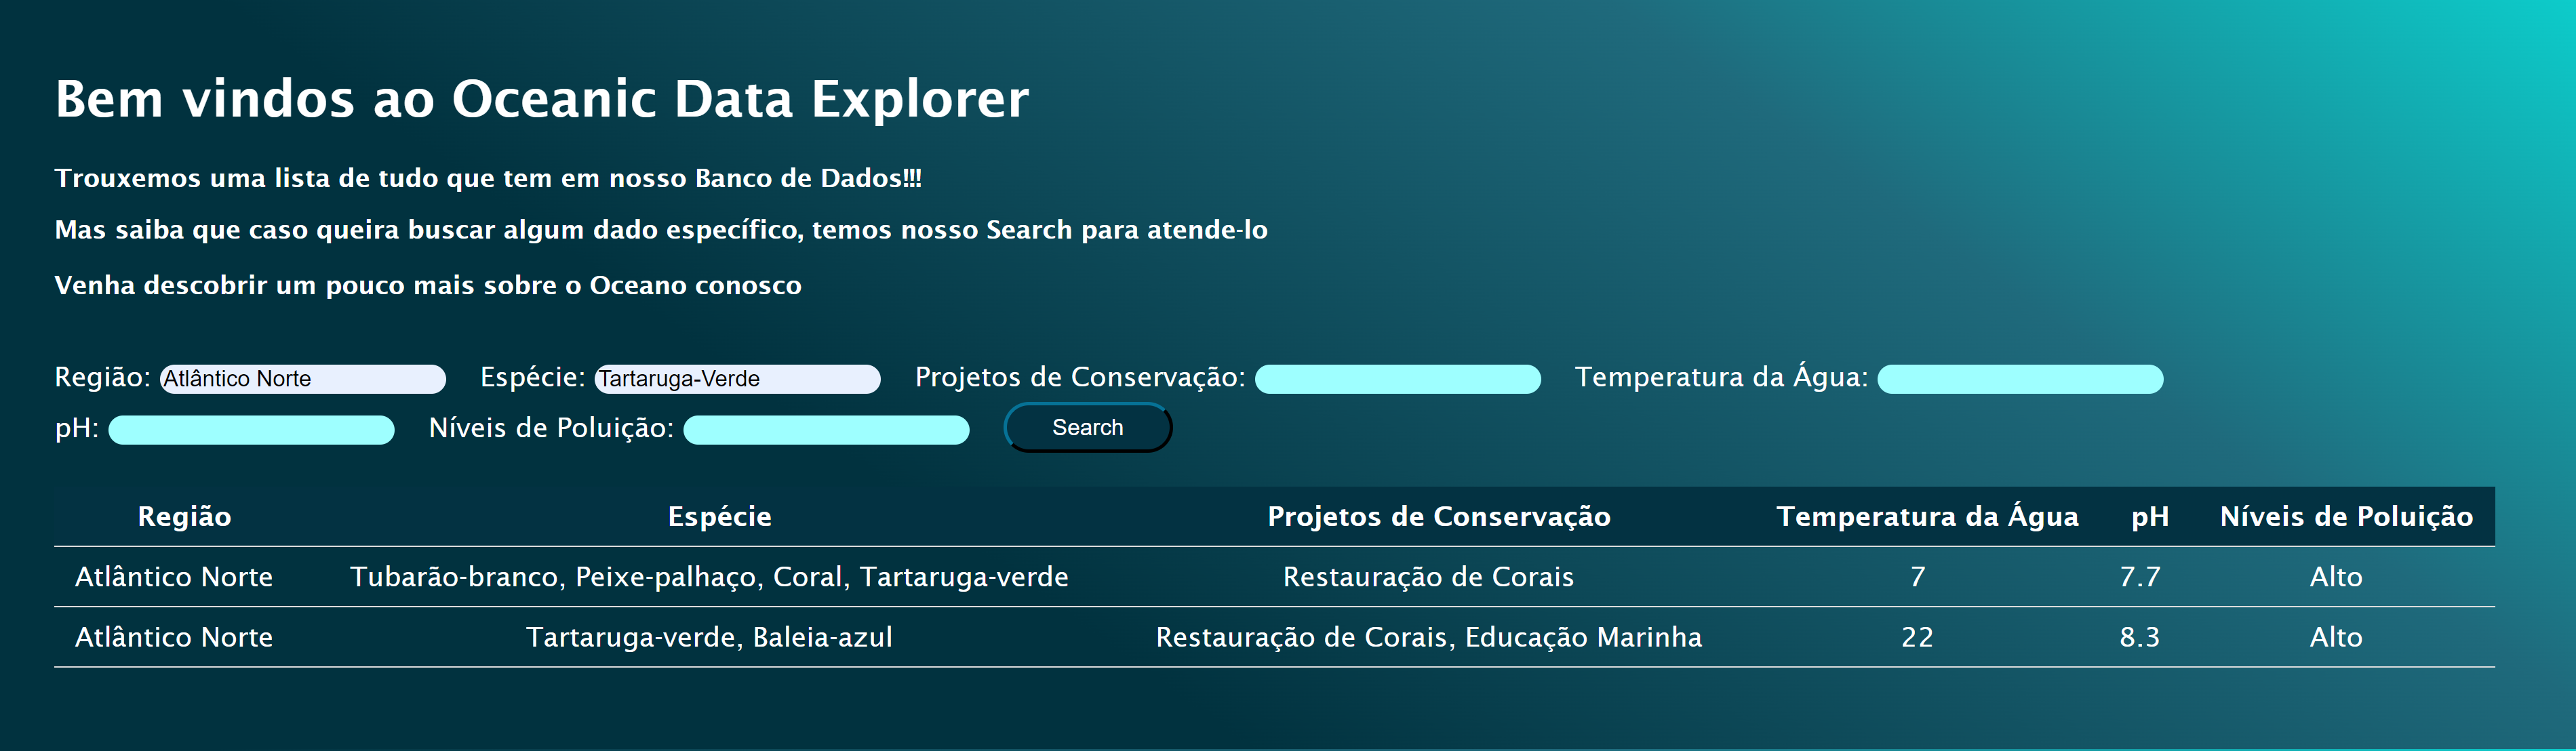 Bem vindos ao Oceanic Data Explorer
Trouxemos uma lista de tudo que tem em nosso Banco de Dados!!!
Mas saiba que caso queira buscar algum dado específico, temos nosso Search para atende-lo
Venha descobrir um pouco mais sobre o Oceano conosco
Região: Atlântico Norte Espécie: Tartaruga-Verde Projetos de Conservação: Temperatura da Água:
pH: Níveis de Poluição: Search
Região Espécie Projetos de Conservação Temperatura da Água pH Níveis de Poluição
Atlântico Norte Tubarão-branco, Peixe-palhaço, Coral, Tartaruga-verde Restauração de Corais 7 7.7 Alto
Atlântico Norte Tartaruga-verde, Baleia-azul Restauração de Corais, Educação Marinha 22 8.3 Alto